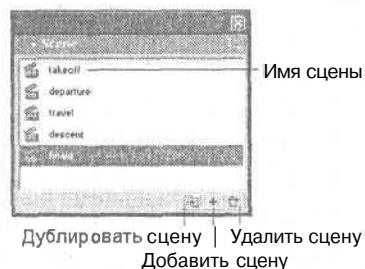 Scene
takeoff
Имя сцены
departure
travel
descent
Дублировать сцену
Удалить сцену
Добавить сцену